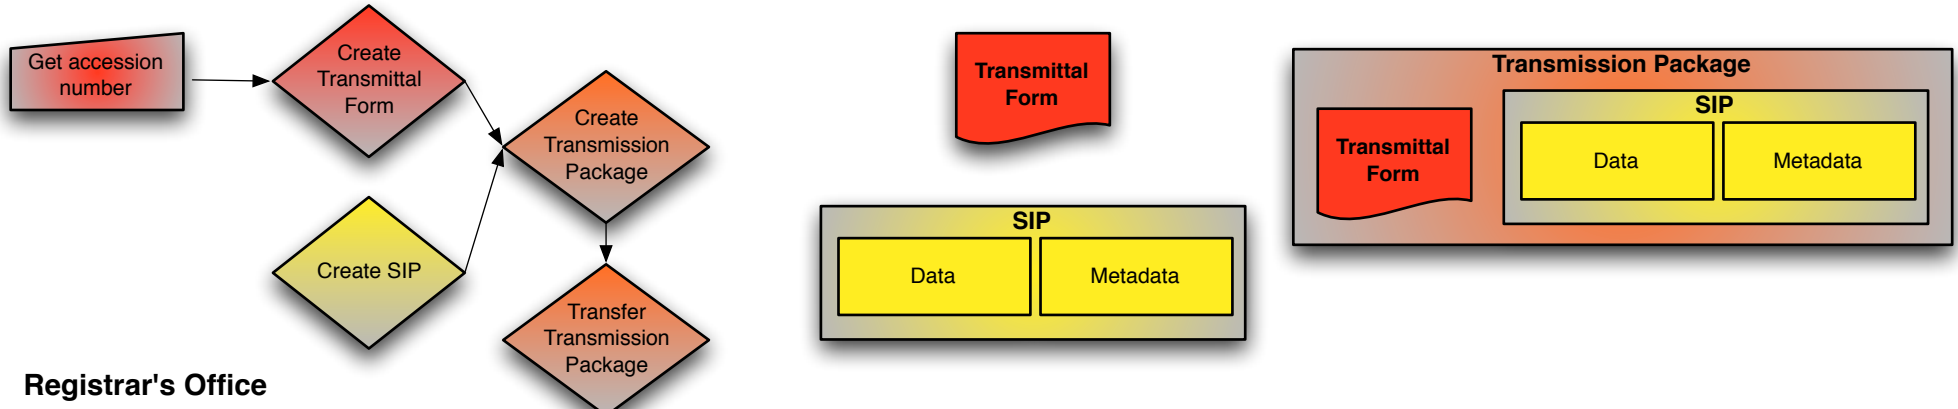 Get accession
number
Create
Transmittal
Form
Create
Transmission
Package
Create SIP
Transfer
Transmission
Package
Registrar's Office
Transmittal
Form
SIP
Data
Metadata
Transmission Package
Transmittal
Form
SIP
Data
Metadata